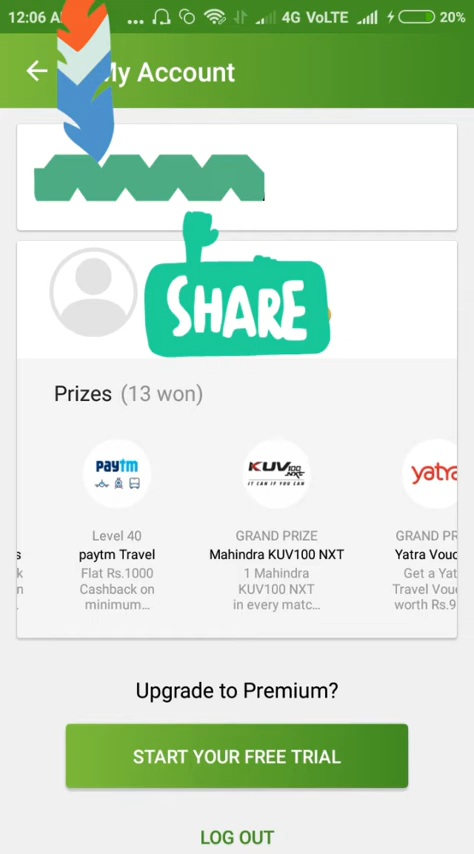 12:06 ... 4G VoLTE 20%
My Account
SHARE
Prizes (13 won)
paytm
KUV100 NXT
IT CAN IF YOU CAN
yatra
Level 40
GRAND PRIZE
GRAND PR
s
paytm Travel
Mahindra KUV100 NXT
Yatra Vouc
k
Flat Rs.1000
1 Mahindra
Get a Yat
n
Cashback on
KUV100 NXT
Travel Vouc
.
minimum...
in every matc...
worth Rs.9
Upgrade to Premium?
START YOUR FREE TRIAL
LOG OUT